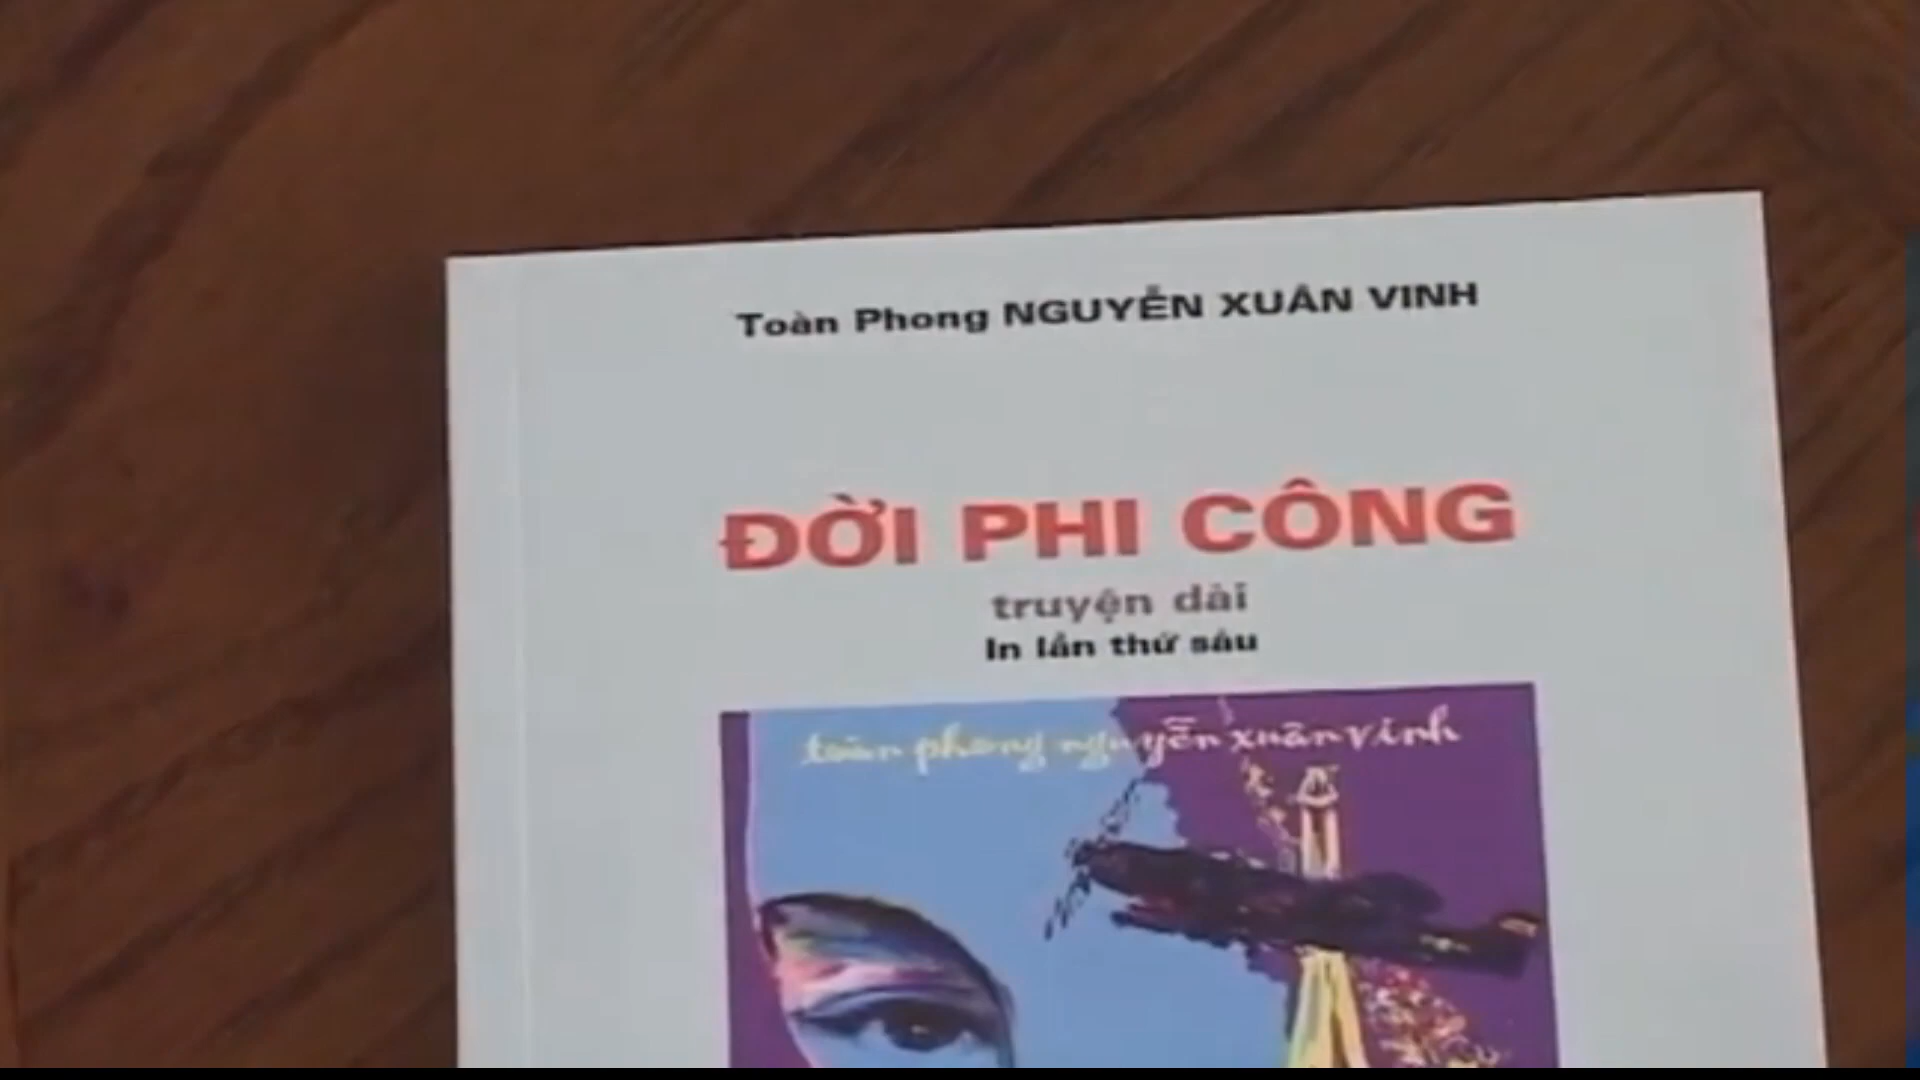 Toàn Phong NGUYỄN XUÂN VINH
ĐỜI PHI CÔNG
truyện dài
In lần thứ sáu
toàn phong nguyễn xuân vinh